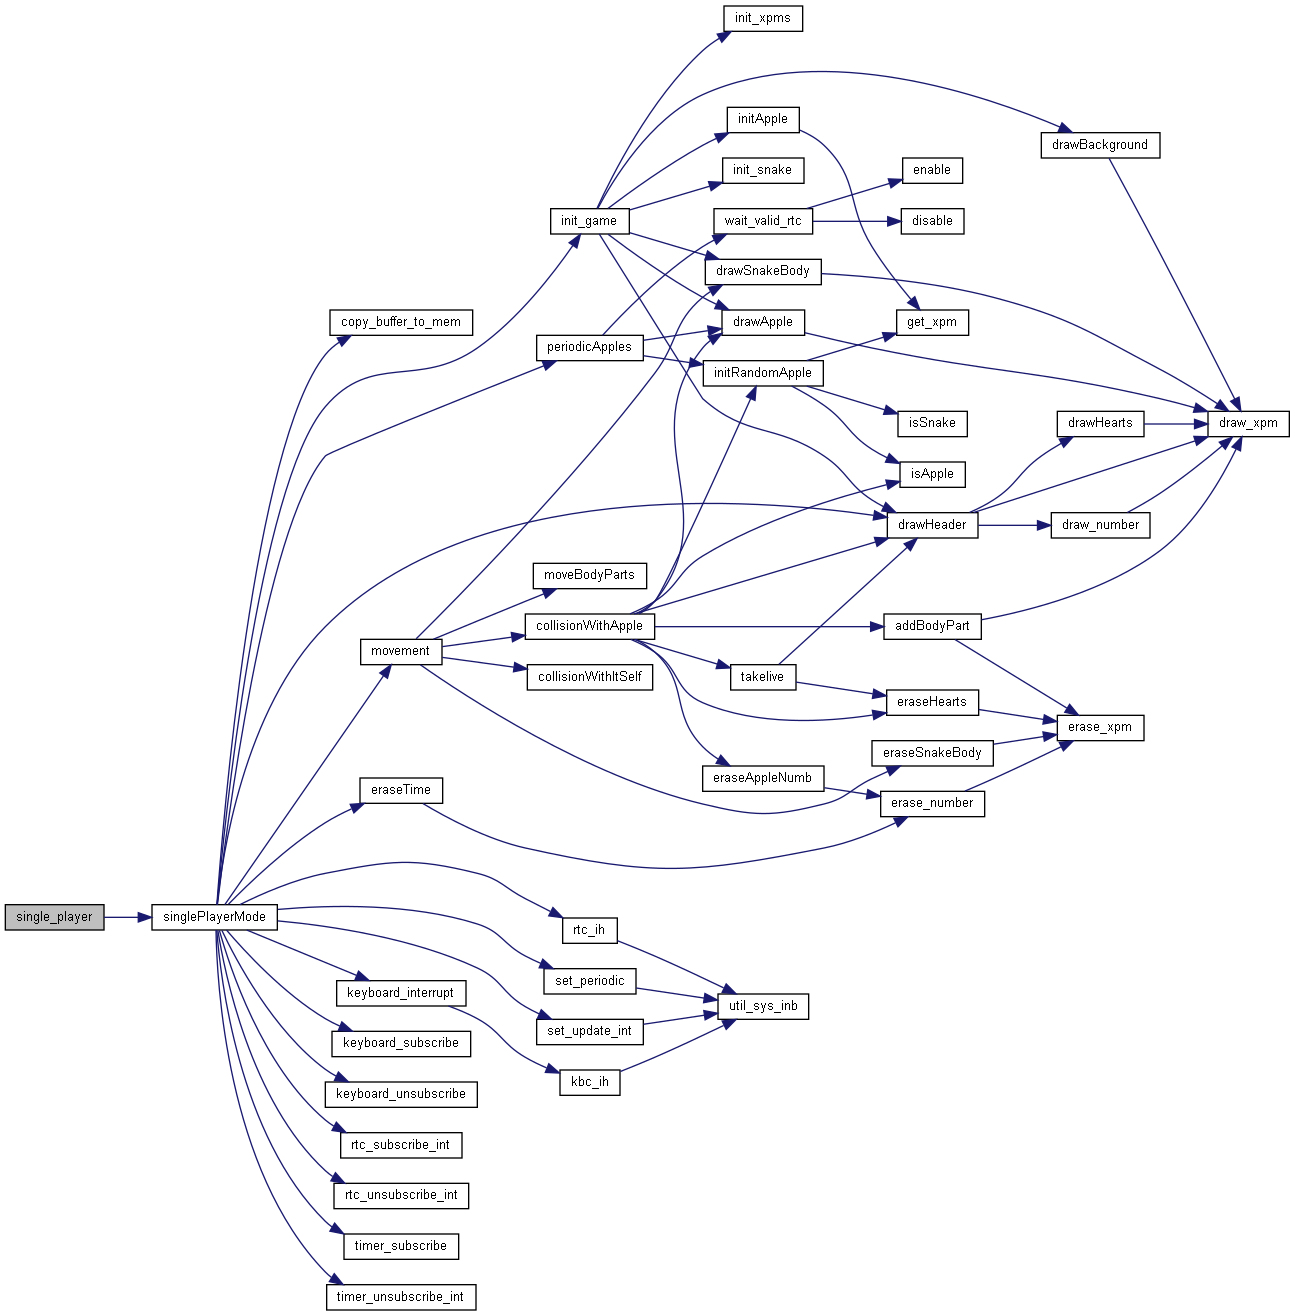 init_xpms
initApple
drawBackground
init_snake
enable
init_game
wait_valid_rtc
disable
drawSnakeBody
copy_buffer_to_mem
drawApple
get_xpm
periodicApples
initRandomApple
isSnake
drawHearts
draw_xpm
isApple
drawHeader
draw_number
moveBodyParts
collisionWithApple
addBodyPart
movement
collisionWithItSelf
takelive
eraseHearts
erase_xpm
eraseSnakeBody
eraseAppleNumb
eraseTime
erase_number
single_player
singlePlayerMode
rtc_ih
set_periodic
keyboard_interrupt
util_sys_inb
set_update_int
keyboard_subscribe
kbc_ih
keyboard_unsubscribe
rtc_subscribe_int
rtc_unsubscribe_int
timer_subscribe
timer_unsubscribe_int